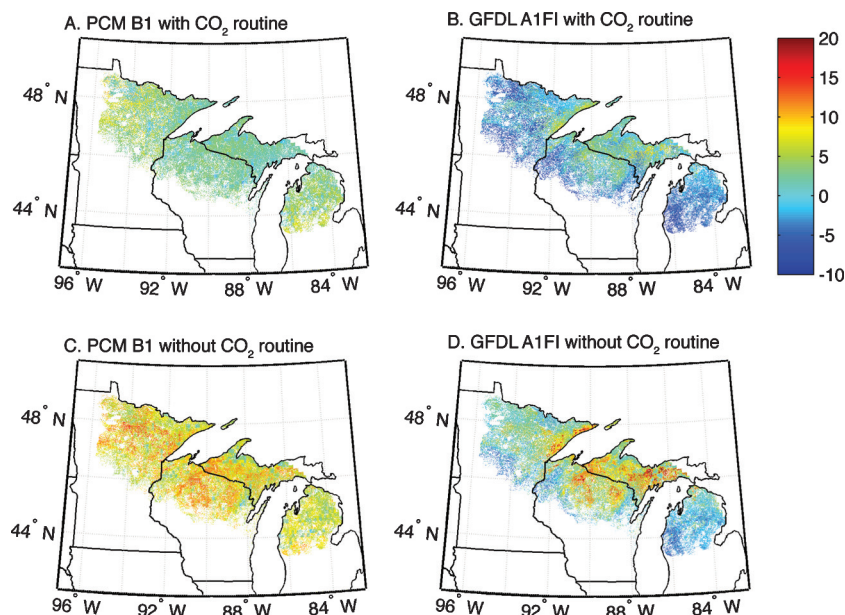 A. PCM B1 with CO₂ routine
B. GFDL A1FI with CO₂ routine
48° N
44° N
96° W
92° W
88° W
84° W
48° N
44° N
96° W
92° W
88° W
84° W
20
15
10
5
0
-5
-10
C. PCM B1 without CO₂ routine
D. GFDL A1FI without CO₂ routine
48° N
44° N
96° W
92° W
88° W
84° W
48° N
44° N
96° W
92° W
88° W
84° W